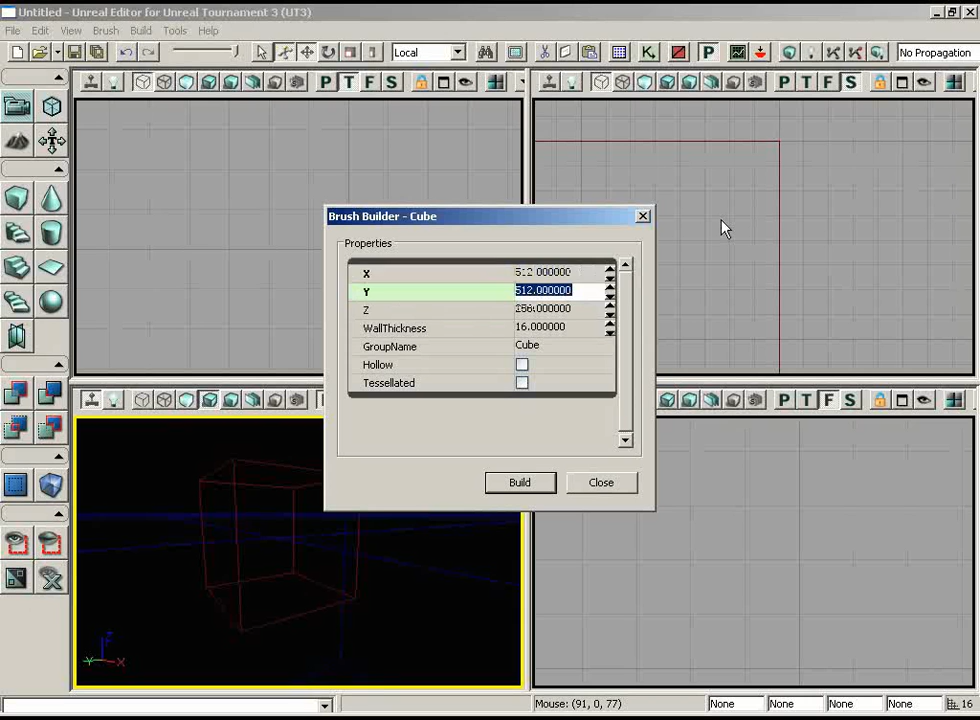 Untitled - Unreal Editor for Unreal Tournament 3 (UT3)
File Edit View Brush Build Tools Help
Local
P
No Propagation
P T F S
P T F S
Brush Builder - Cube
Properties
X 512.000000
Y 512.000000
Z 256.000000
WallThickness 16.000000
GroupName Cube
Hollow
Tessellated
Build Close
P T F S
Y X
Mouse: (91, 0, 77) None None None None 16